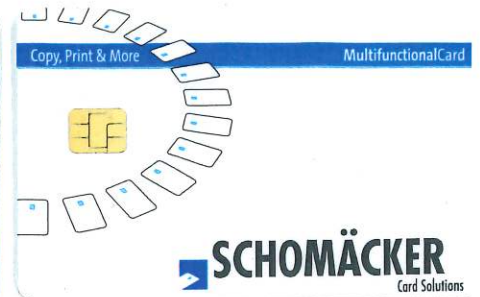 Copy, Print & More
MultifunctionalCard
SCHOMÄCKER
Card Solutions